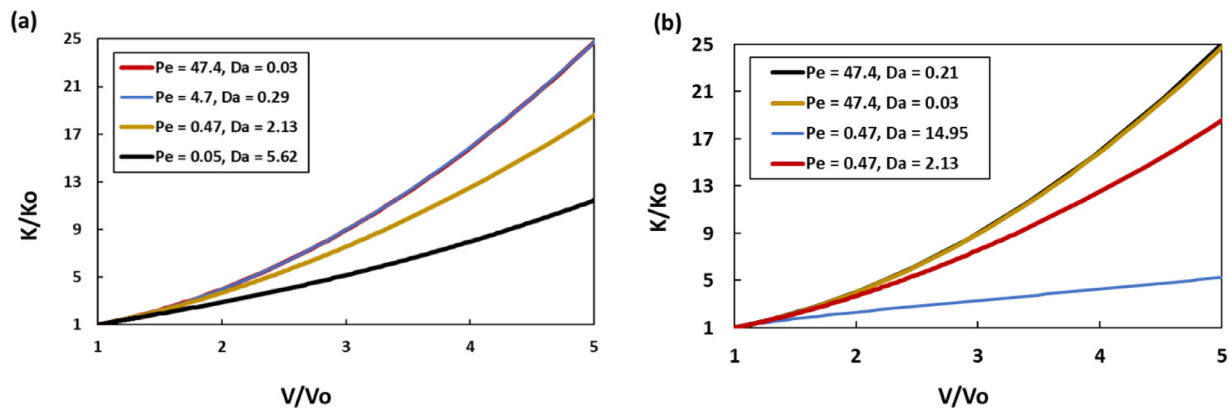 (a)
25
21
17
13
9
5
1
K/Ko
Pe = 47.4, Da = 0.03
Pe = 4.7, Da = 0.29
Pe = 0.47, Da = 2.13
Pe = 0.05, Da = 5.62
1 2 3 4 5
V/Vo
(b)
25
21
17
13
9
5
1
K/Ko
Pe = 47.4, Da = 0.21
Pe = 47.4, Da = 0.03
Pe = 0.47, Da = 14.95
Pe = 0.47, Da = 2.13
1 2 3 4 5
V/Vo